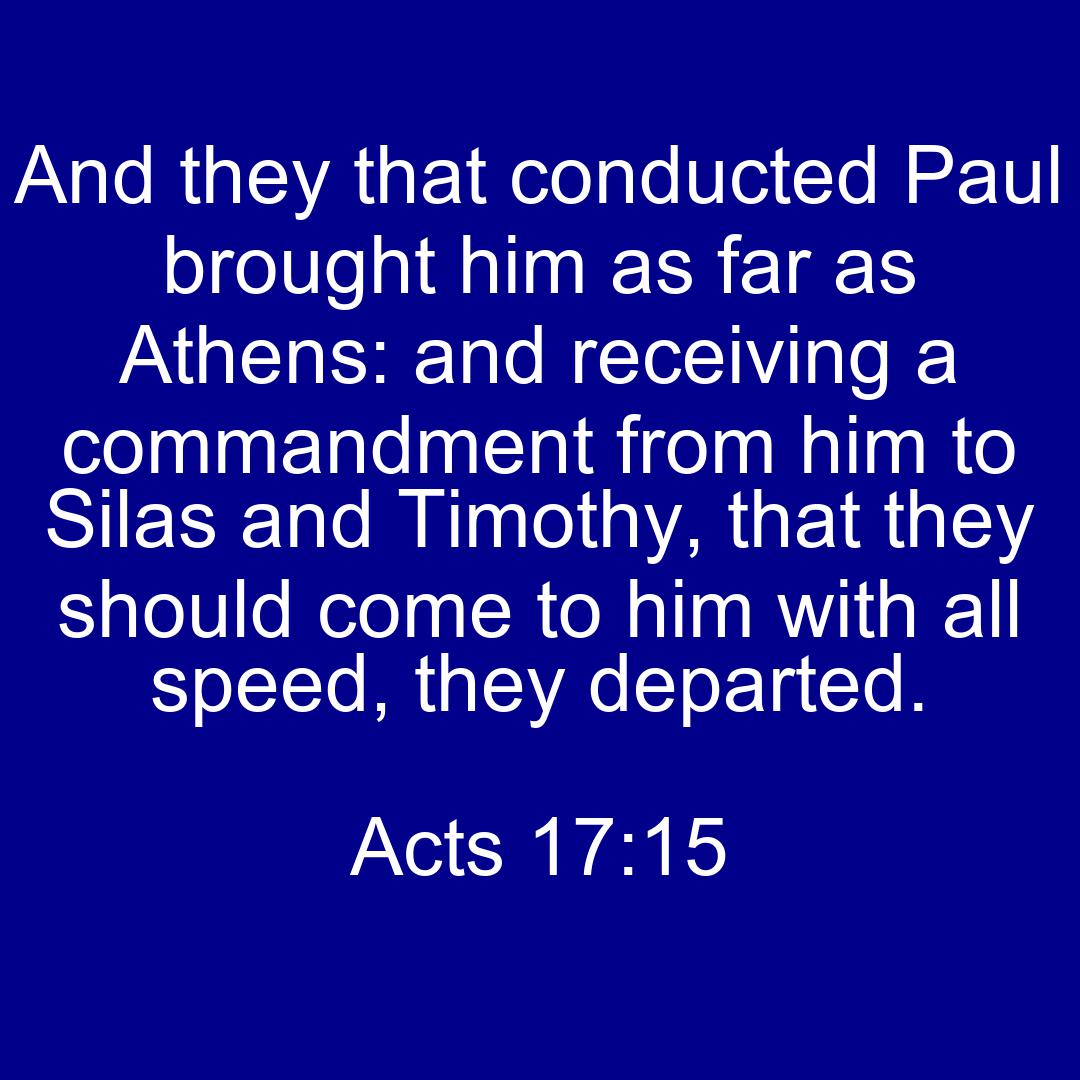 And they that conducted Paul
brought him as far as
Athens: and receiving a
commandment from him to
Silas and Timothy, that they
should come to him with all
speed, they departed.
Acts 17:15